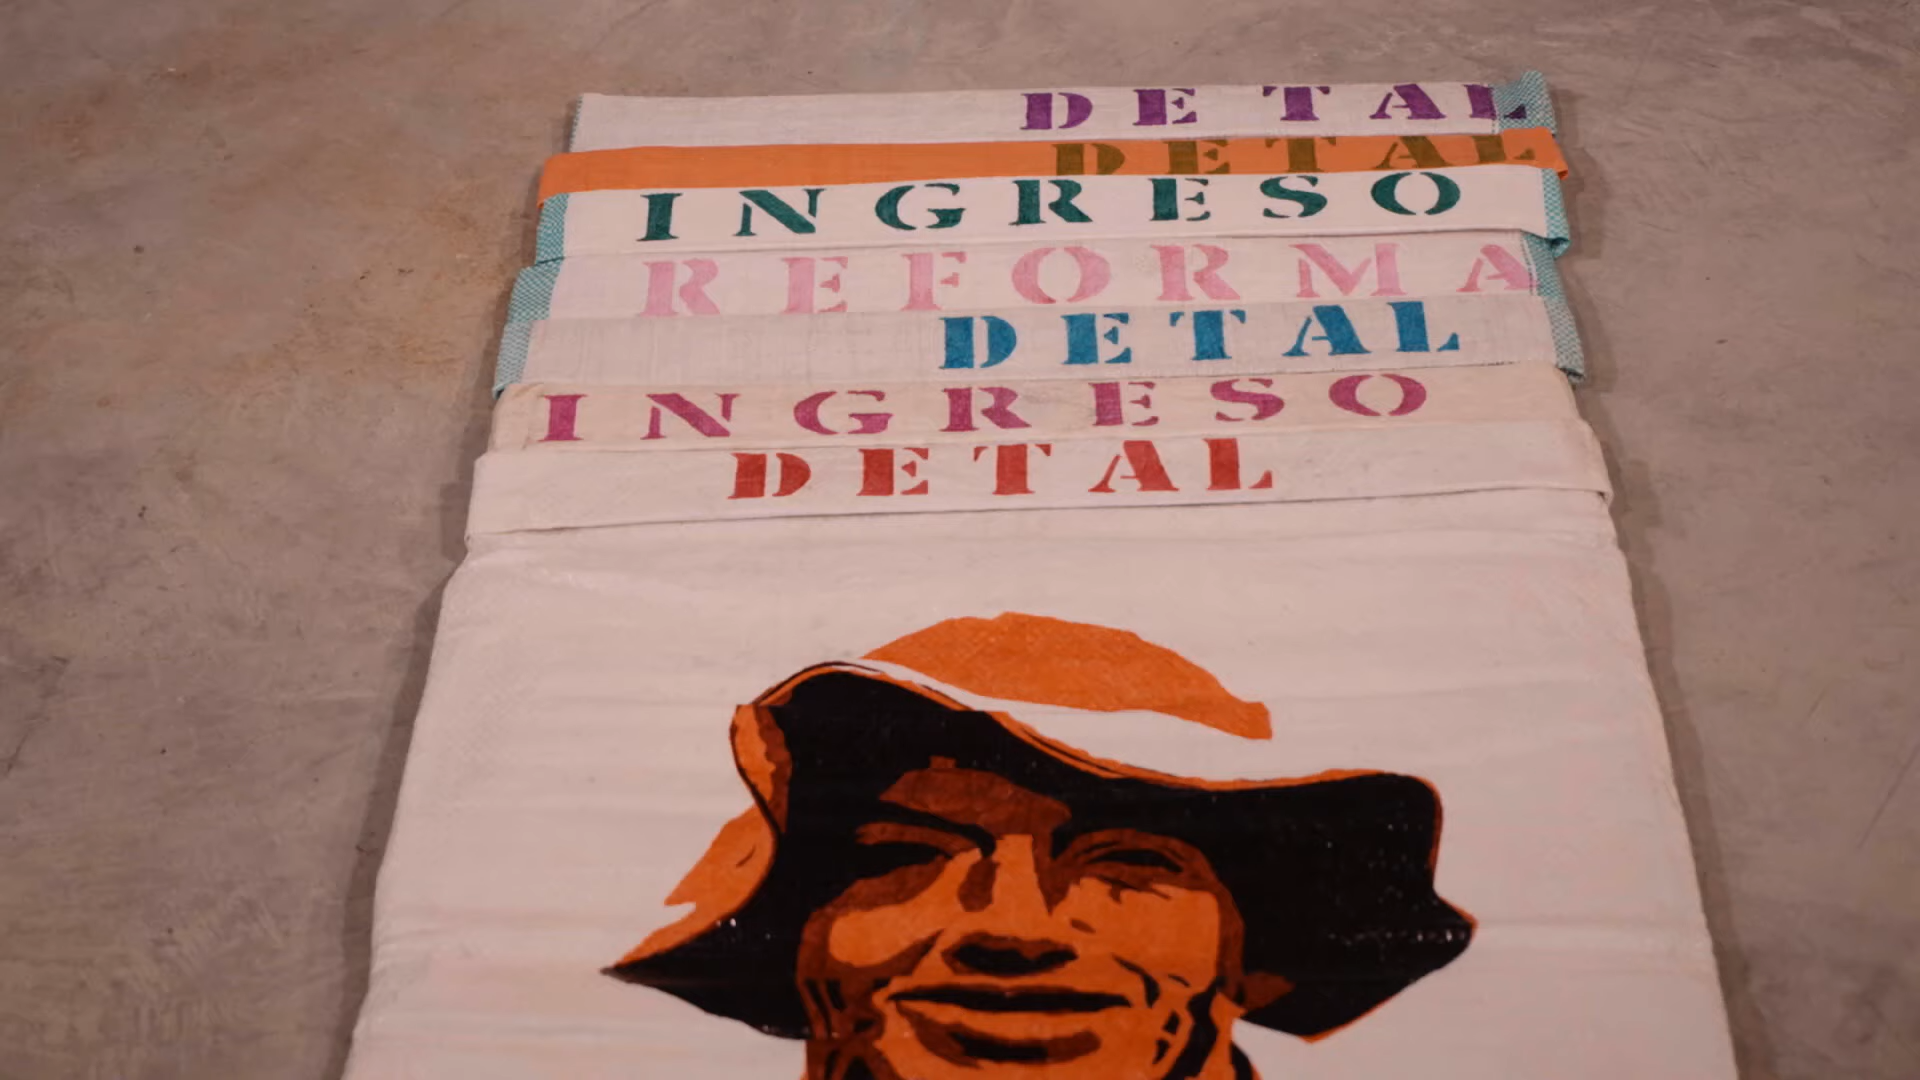 DETAL
DETAL
INGRESO
REFORMA
DETAL
INGRESO
DETAL